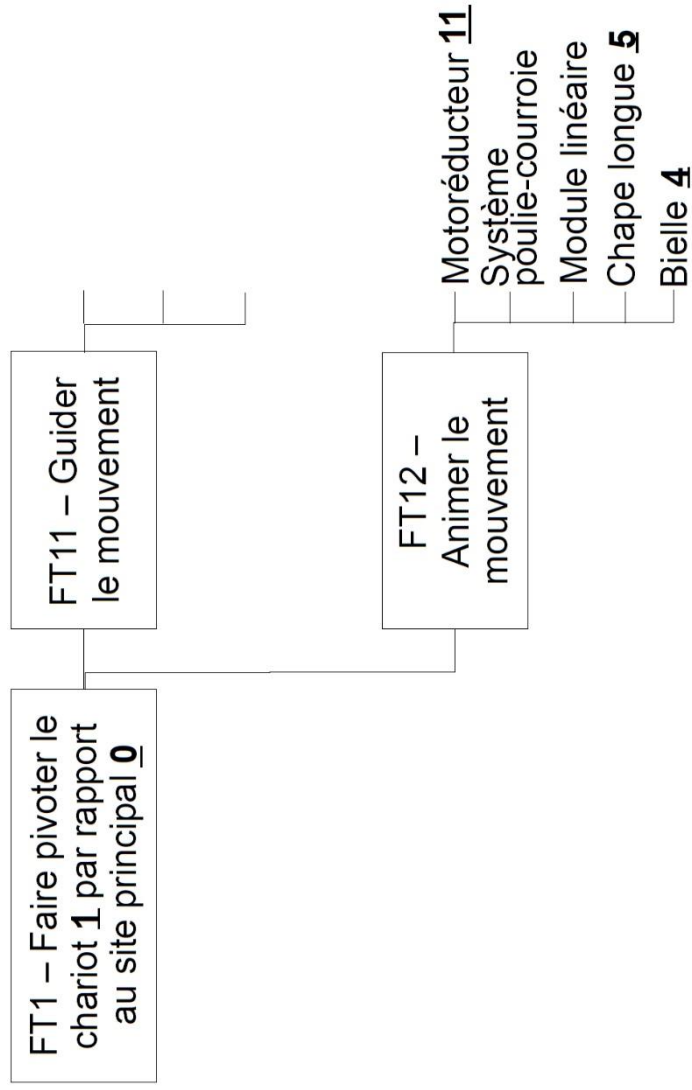 FT1 – Faire pivoter le
chariot 1 par rapport
au site principal 0
FT11 – Guider
le mouvement
FT12 –
Animer le
mouvement
Motoréducteur 11
Système
poulie-courroie
Module linéaire
Chape longue 5
Bielle 4